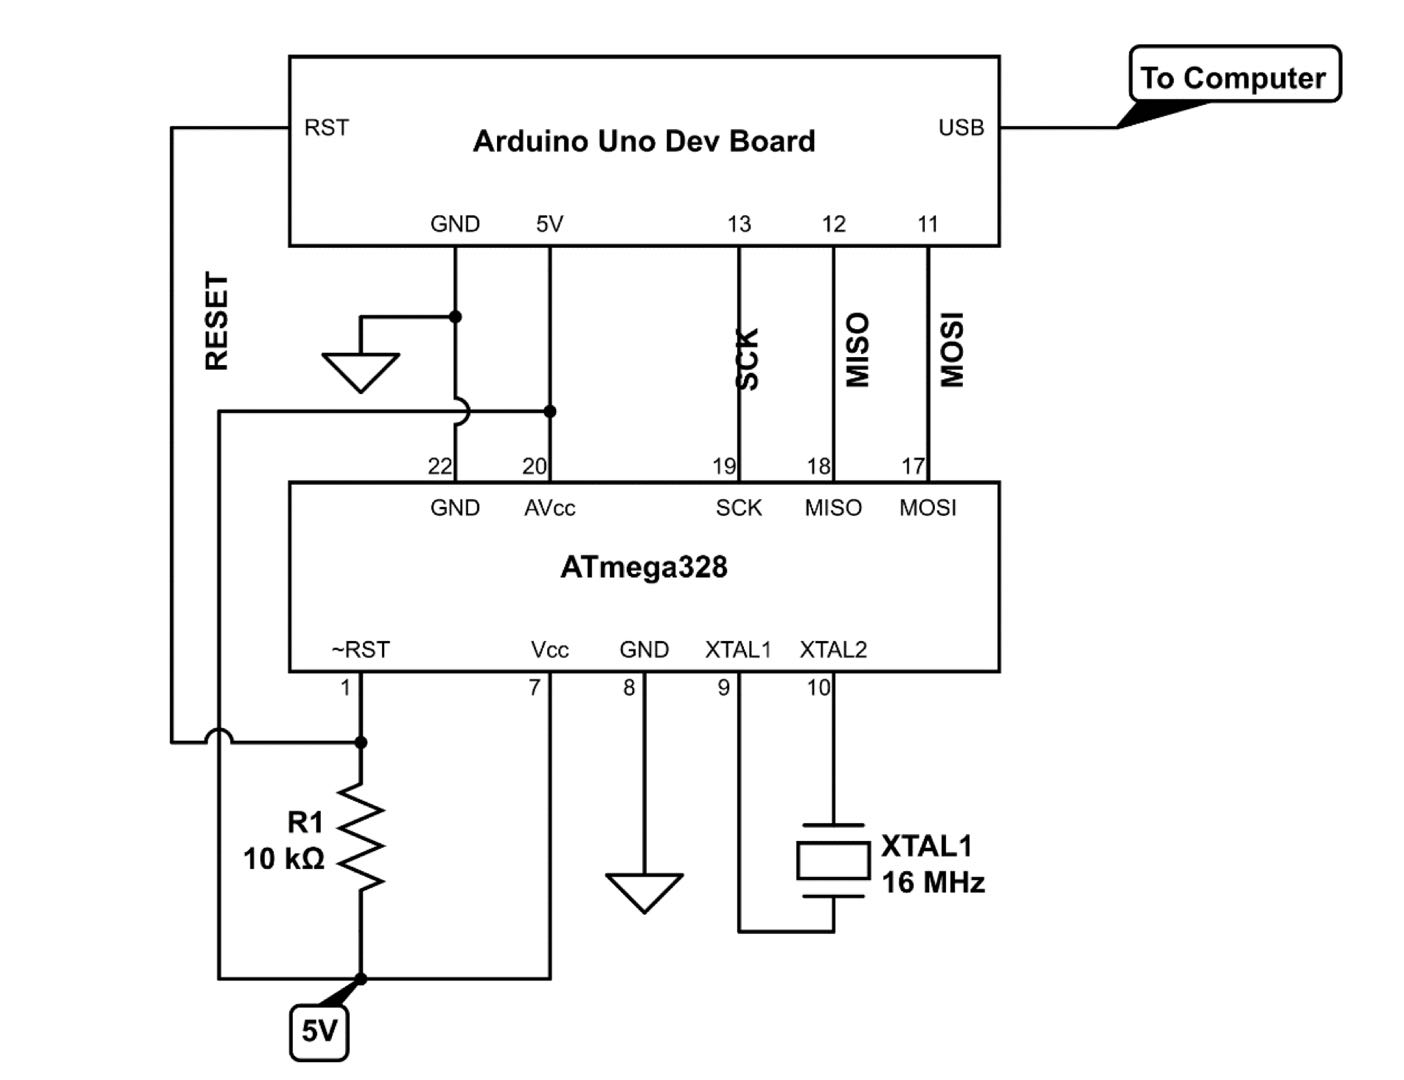 To Computer
RST
Arduino Uno Dev Board
USB
GND
5V
13
12
11
RESET
SCK
MISO
MOSI
22
20
19
18
17
GND
AVcc
SCK
MISO
MOSI
ATmega328
~RST
Vcc
GND
XTAL1
XTAL2
1
7
8
9
10
R1
10 kΩ
XTAL1
16 MHz
5V